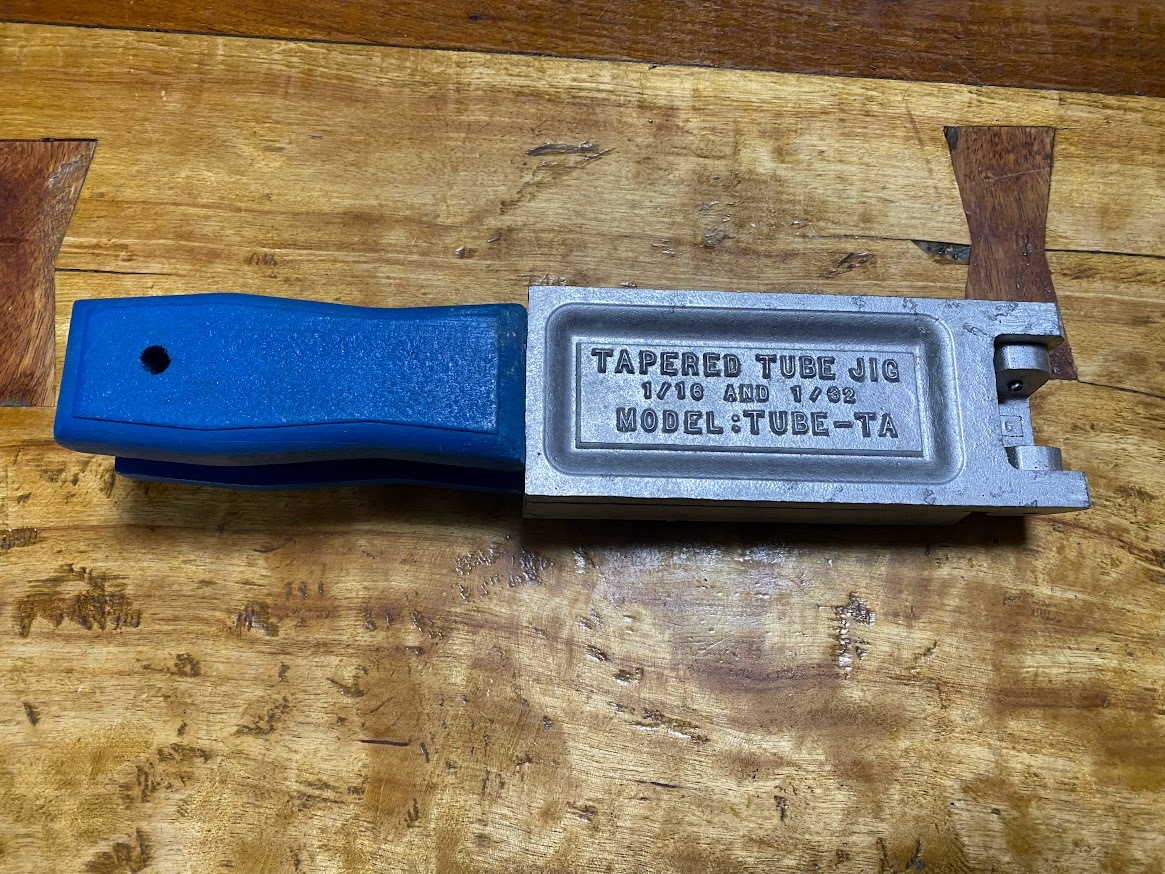 TAPERED TUBE JIG
1/16 AND 1/32
MODEL:TUBE-TA